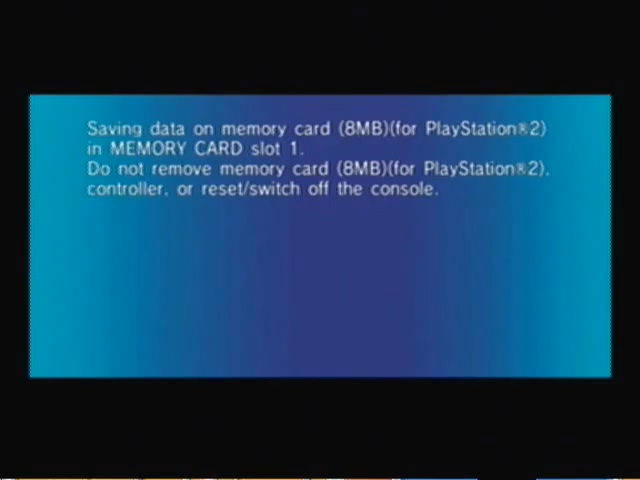 Saving data on memory card (8MB)(for PlayStation®2)
in MEMORY CARD slot 1.
Do not remove memory card (8MB)(for PlayStation®2),
controller, or reset/switch off the console.